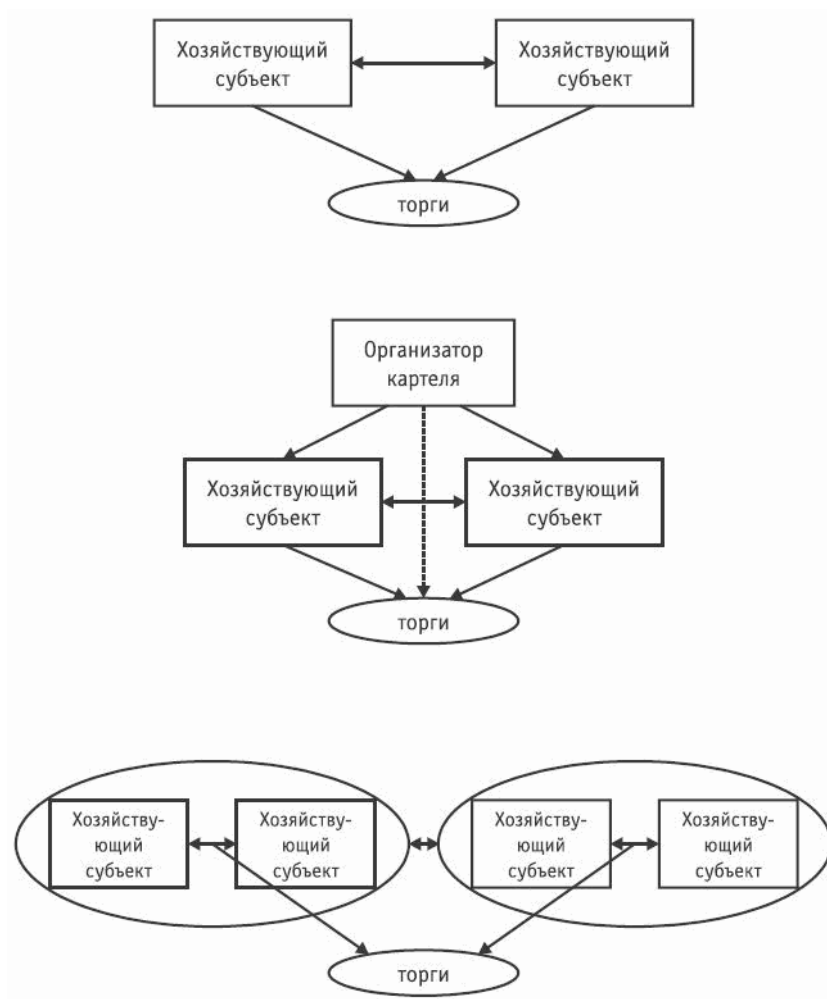 Хозяйствующий
субъект
Хозяйствующий
субъект
торги
Организатор
картеля
Хозяйствующий
субъект
Хозяйствующий
субъект
торги
Хозяйству-
ющий
субъект
Хозяйству-
ющий
субъект
Хозяйству-
ющий
субъект
Хозяйству-
ющий
субъект
торги